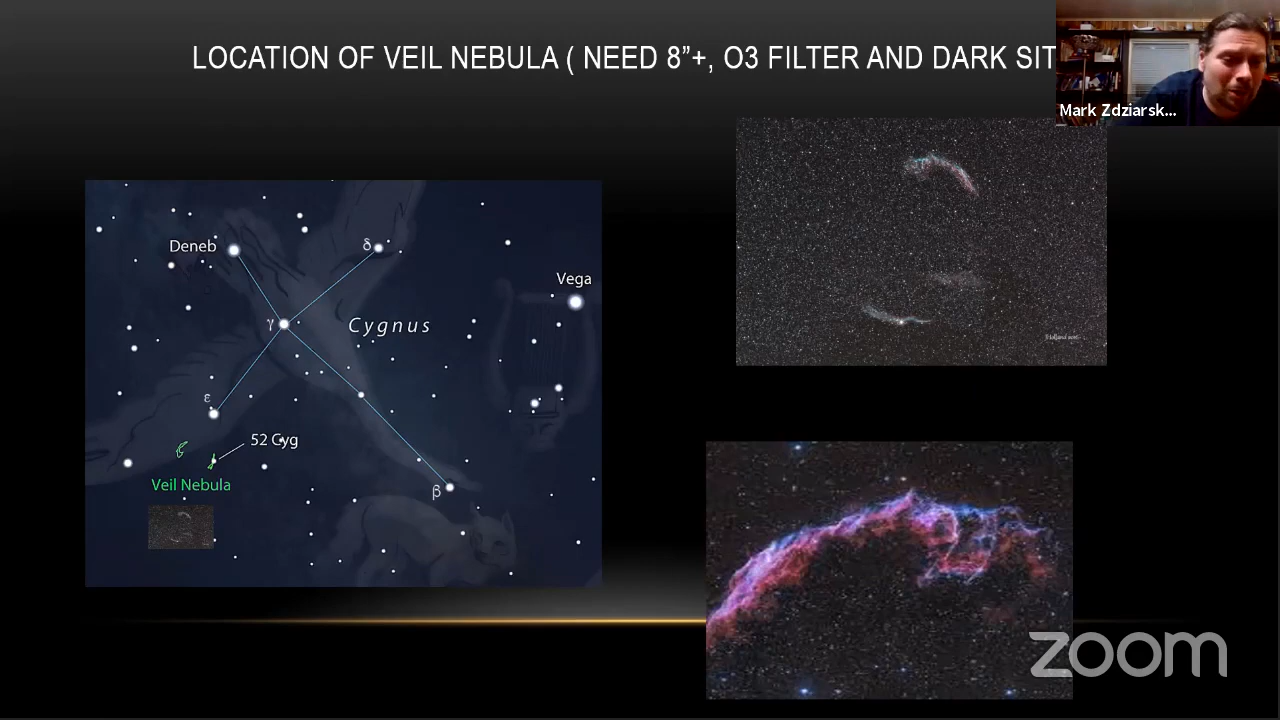 LOCATION OF VEIL NEBULA ( NEED 8”+, O3 FILTER AND DARK SIT
Mark Zdziarsk...
Deneb
δ
Vega
γ
Cygnus
ε
52 Cyg
Veil Nebula
β
zoom